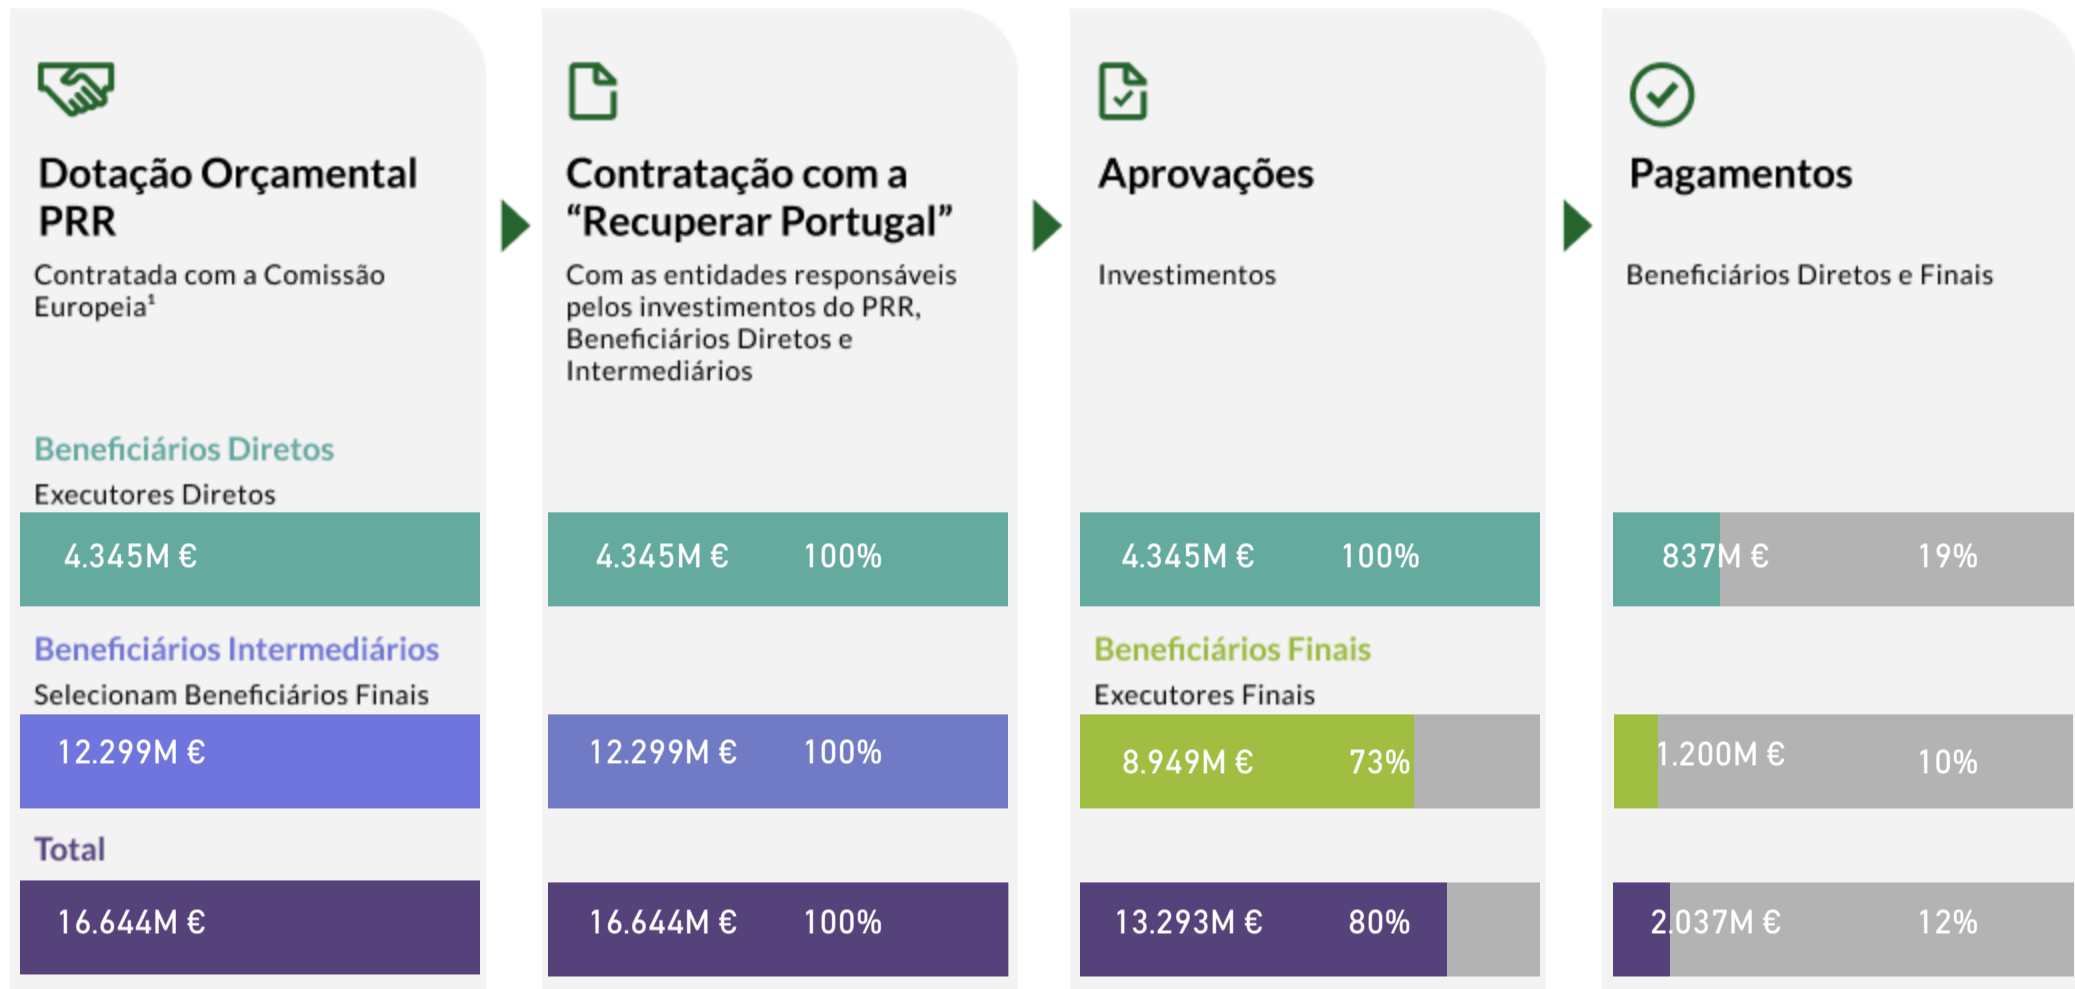 Dotação Orçamental
PRR
Contratada com a Comissão
Europeia¹
Beneficiários Diretos
Executores Diretos
4.345M €
Beneficiários Intermediários
Selecionam Beneficiários Finais
12.299M €
Total
16.644M €
Contratação com a
“Recuperar Portugal”
Com as entidades responsáveis
pelos investimentos do PRR,
Beneficiários Diretos e
Intermediários
4.345M € 100%
12.299M € 100%
16.644M € 100%
Aprovações
Investimentos
4.345M € 100%
Beneficiários Finais
Executores Finais
8.949M € 73%
13.293M € 80%
Pagamentos
Beneficiários Diretos e Finais
837M € 19%
1.200M € 10%
2.037M € 12%